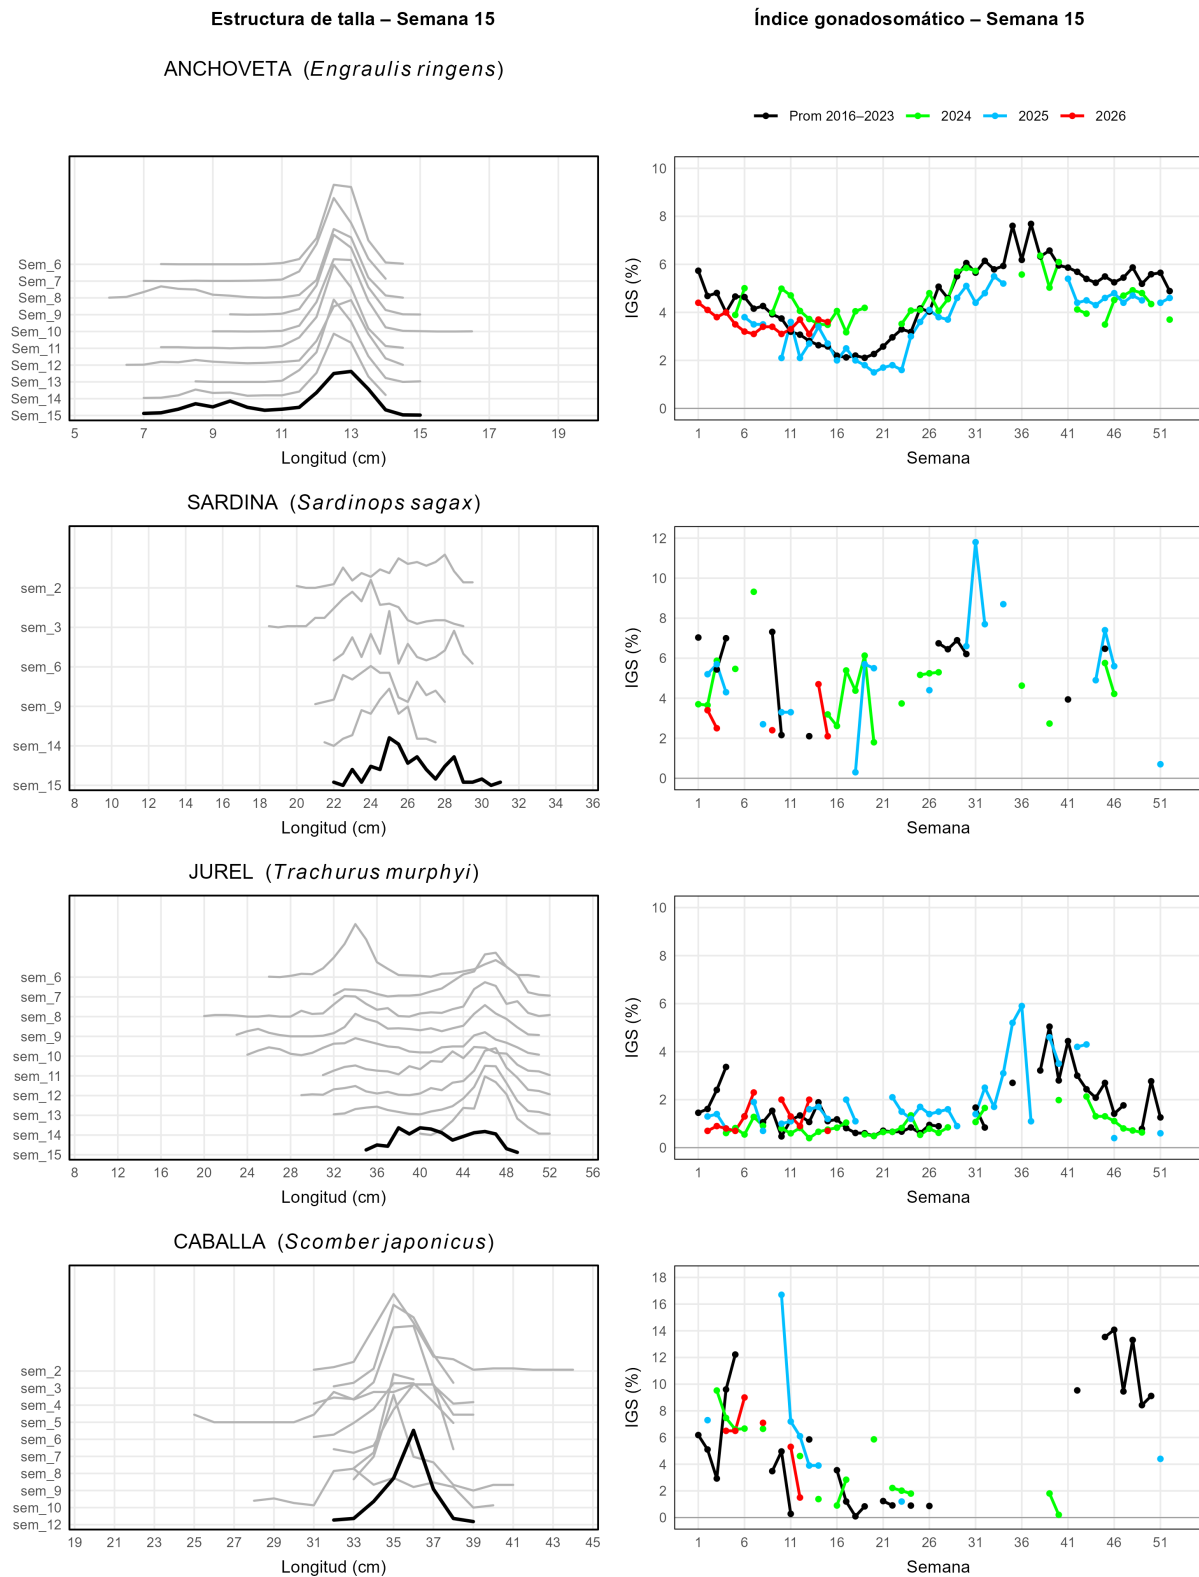 Estructura de talla – Semana 15
Índice gonadosomático – Semana 15
ANCHOVETA (Engraulis ringens)
Prom 2016–2023 2024 2025 2026
Sem_6
Sem_7
Sem_8
Sem_9
Sem_10
Sem_11
Sem_12
Sem_13
Sem_14
Sem_15
5 7 9 11 13 15 17 19
Longitud (cm)
IGS (%)
10
8
6
4
2
0
1 6 11 16 21 26 31 36 41 46 51
Semana
SARDINA (Sardinops sagax)
sem_2
sem_3
sem_6
sem_9
sem_14
sem_15
8 10 12 14 16 18 20 22 24 26 28 30 32 34 36
Longitud (cm)
IGS (%)
12
10
8
6
4
2
0
1 6 11 16 21 26 31 36 41 46 51
Semana
JUREL (Trachurus murphyi)
sem_6
sem_7
sem_8
sem_9
sem_10
sem_11
sem_12
sem_13
sem_14
sem_15
8 12 16 20 24 28 32 36 40 44 48 52 56
Longitud (cm)
IGS (%)
10
8
6
4
2
0
1 6 11 16 21 26 31 36 41 46 51
Semana
CABALLA (Scomber japonicus)
sem_2
sem_3
sem_4
sem_5
sem_6
sem_7
sem_8
sem_9
sem_10
sem_12
19 21 23 25 27 29 31 33 35 37 39 41 43 45
Longitud (cm)
IGS (%)
18
16
14
12
10
8
6
4
2
0
1 6 11 16 21 26 31 36 41 46 51
Semana